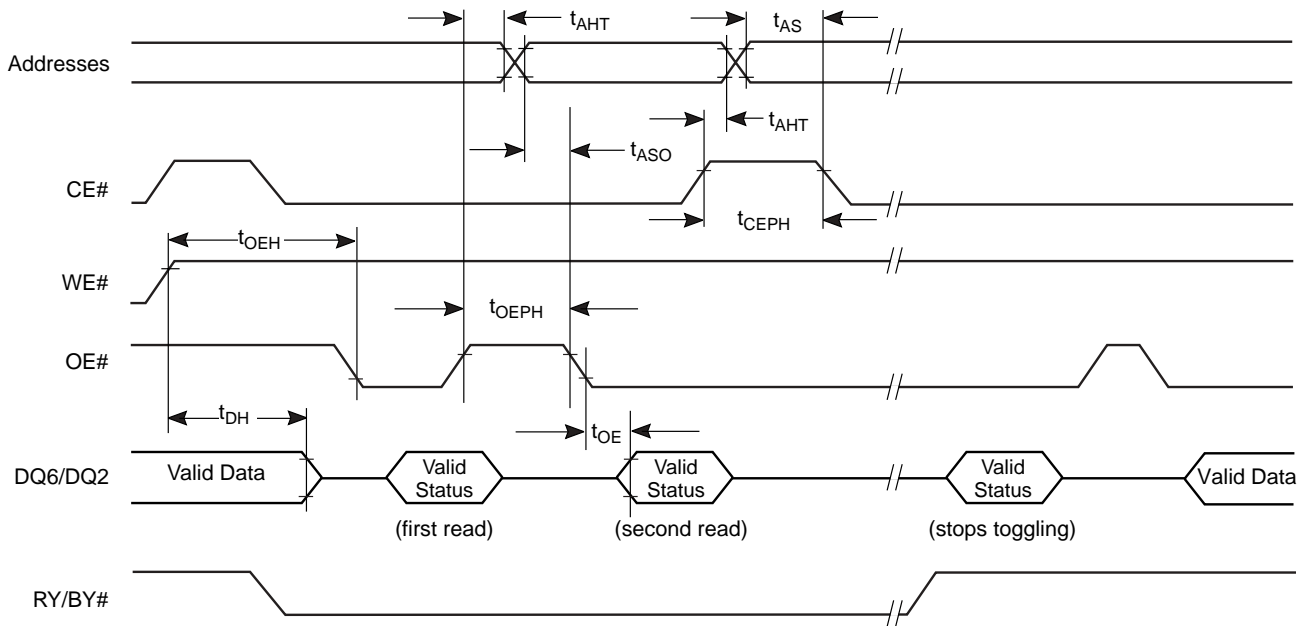 tAHT
tAS
Addresses
tAHT
tASO
CE#
tCEPH
tOEH
WE#
tOEPH
OE#
tDH
tOE
DQ6/DQ2
Valid Data
Valid
Status
Valid
Status
Valid
Status
Valid Data
(first read)
(second read)
(stops toggling)
RY/BY#